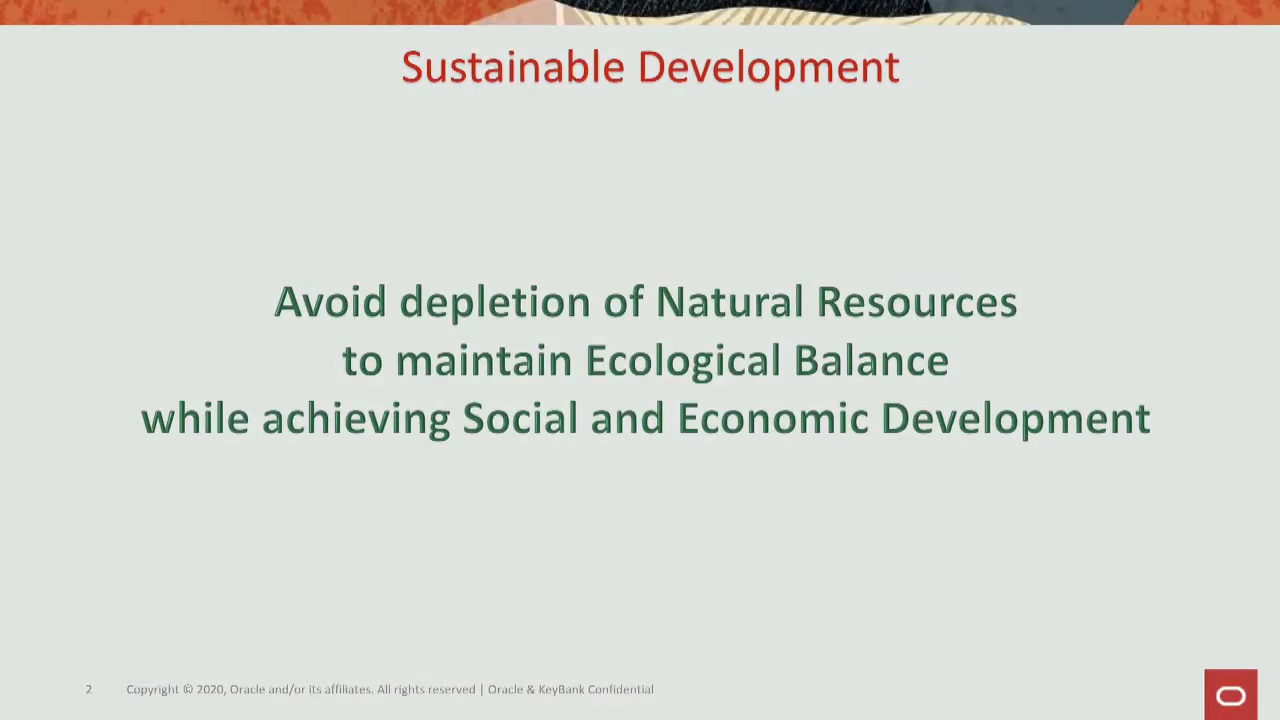 Sustainable Development
Avoid depletion of Natural Resources
to maintain Ecological Balance
while achieving Social and Economic Development
2 Copyright © 2020, Oracle and/or its affiliates. All rights reserved | Oracle & KeyBank Confidential